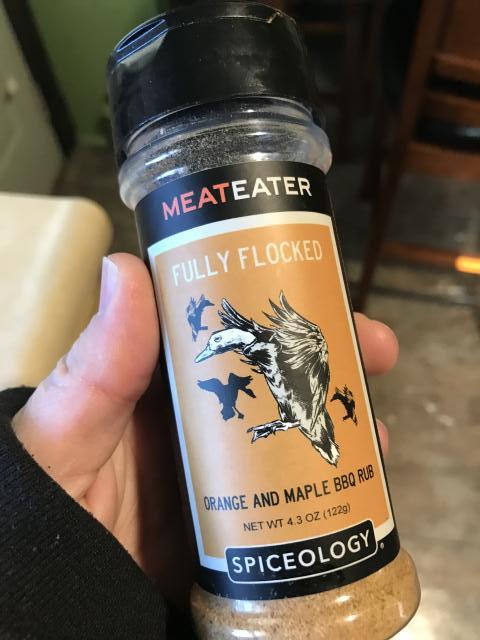 MEATEATER
FULLY FLOCKED
ORANGE AND MAPLE BBQ RUB
NET WT 4.3 OZ (122g)
SPICEOLOGY®